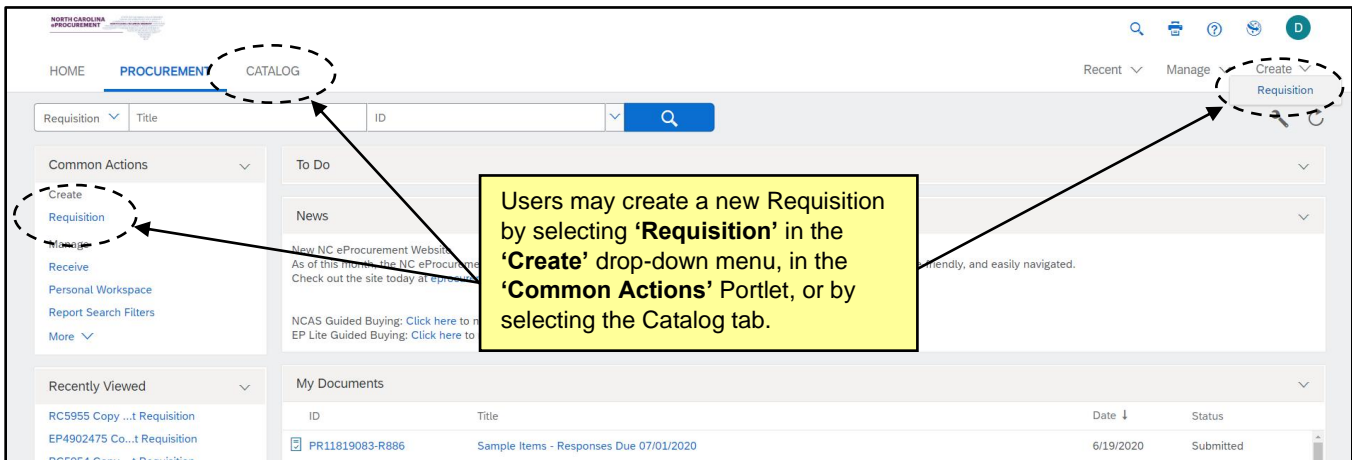 NORTH CAROLINA
ePROCUREMENT
D
HOME PROCUREMENT CATALOG Recent Manage Create
Requisition
Requisition Title ID
Common Actions
Create
Requisition
Manage
Receive
Personal Workspace
Report Search Filters
More
Recently Viewed
RC5955 Copy ...t Requisition
EP4902475 Co...t Requisition
RC5954 Copy ...t Requisition
To Do
News
New NC eProcurement Website
As of this month, the NC eProcureme friendly, and easily navigated.
Check out the site today at eprocure
NCAS Guided Buying: Click here to
EP Lite Guided Buying: Click here to
Users may create a new Requisition
by selecting ‘Requisition’ in the
‘Create’ drop-down menu, in the
‘Common Actions’ Portlet, or by
selecting the Catalog tab.
My Documents
ID Title Date ↓ Status
PR11819083-R886 Sample Items - Responses Due 07/01/2020 6/19/2020 Submitted